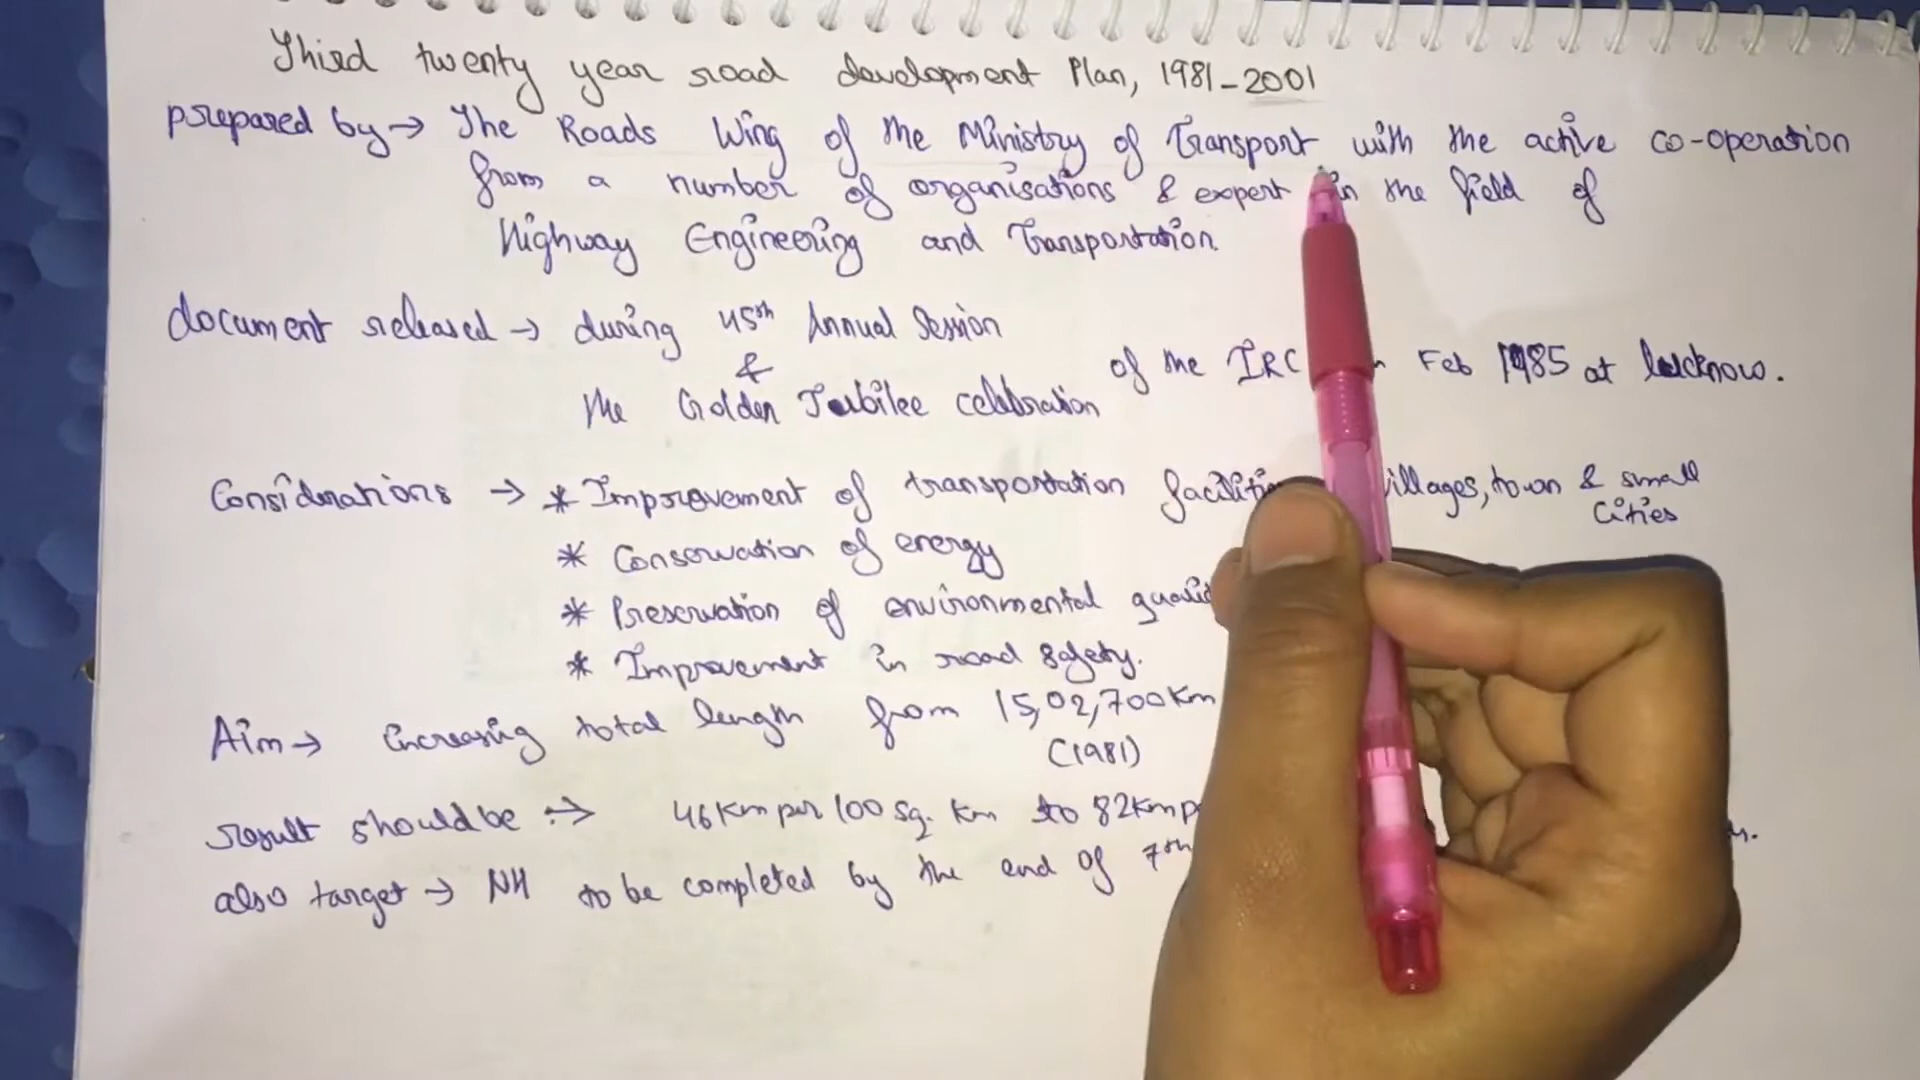 Third twenty year road development Plan, 1981-2001
prepared by → The Roads Wing of the Ministry of Transport with the active co-operation
from a number of organisations & expert in the field of
Highway Engineering and Transportation.
document released → during 45th Annual Session
&
the Golden Jubilee celebration
of the IRC Feb 1985 at lucknow.
Considerations → * Improvement of transportation villages, town & small
cities
* Conservation of energy
* Preservation of environmental
* Improvement in road safety.
Aim → increasing total length from 15,02,700 Km
(1981)
result should be :→ 46 Km per 100 sq. km to 82 km
also target → NH to be completed by the end of 7th